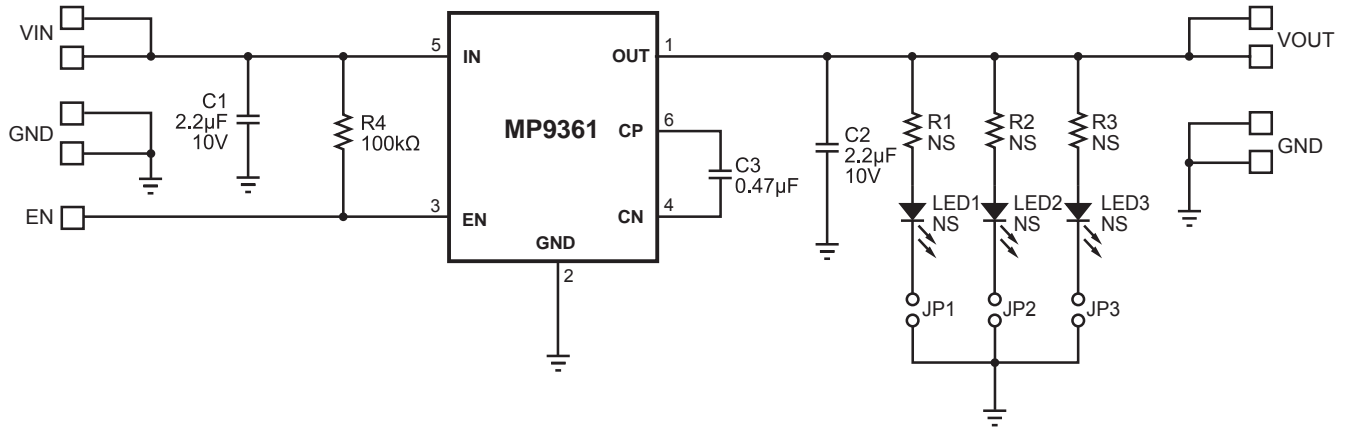 VIN
GND
EN
C1
2.2µF
10V
R4
100kΩ
5
3
IN
EN
MP9361
GND
2
OUT
CP
CN
1
6
4
C3
0.47µF
C2
2.2µF
10V
R1
NS
R2
NS
R3
NS
LED1
NS
LED2
NS
LED3
NS
JP1
JP2
JP3
VOUT
GND